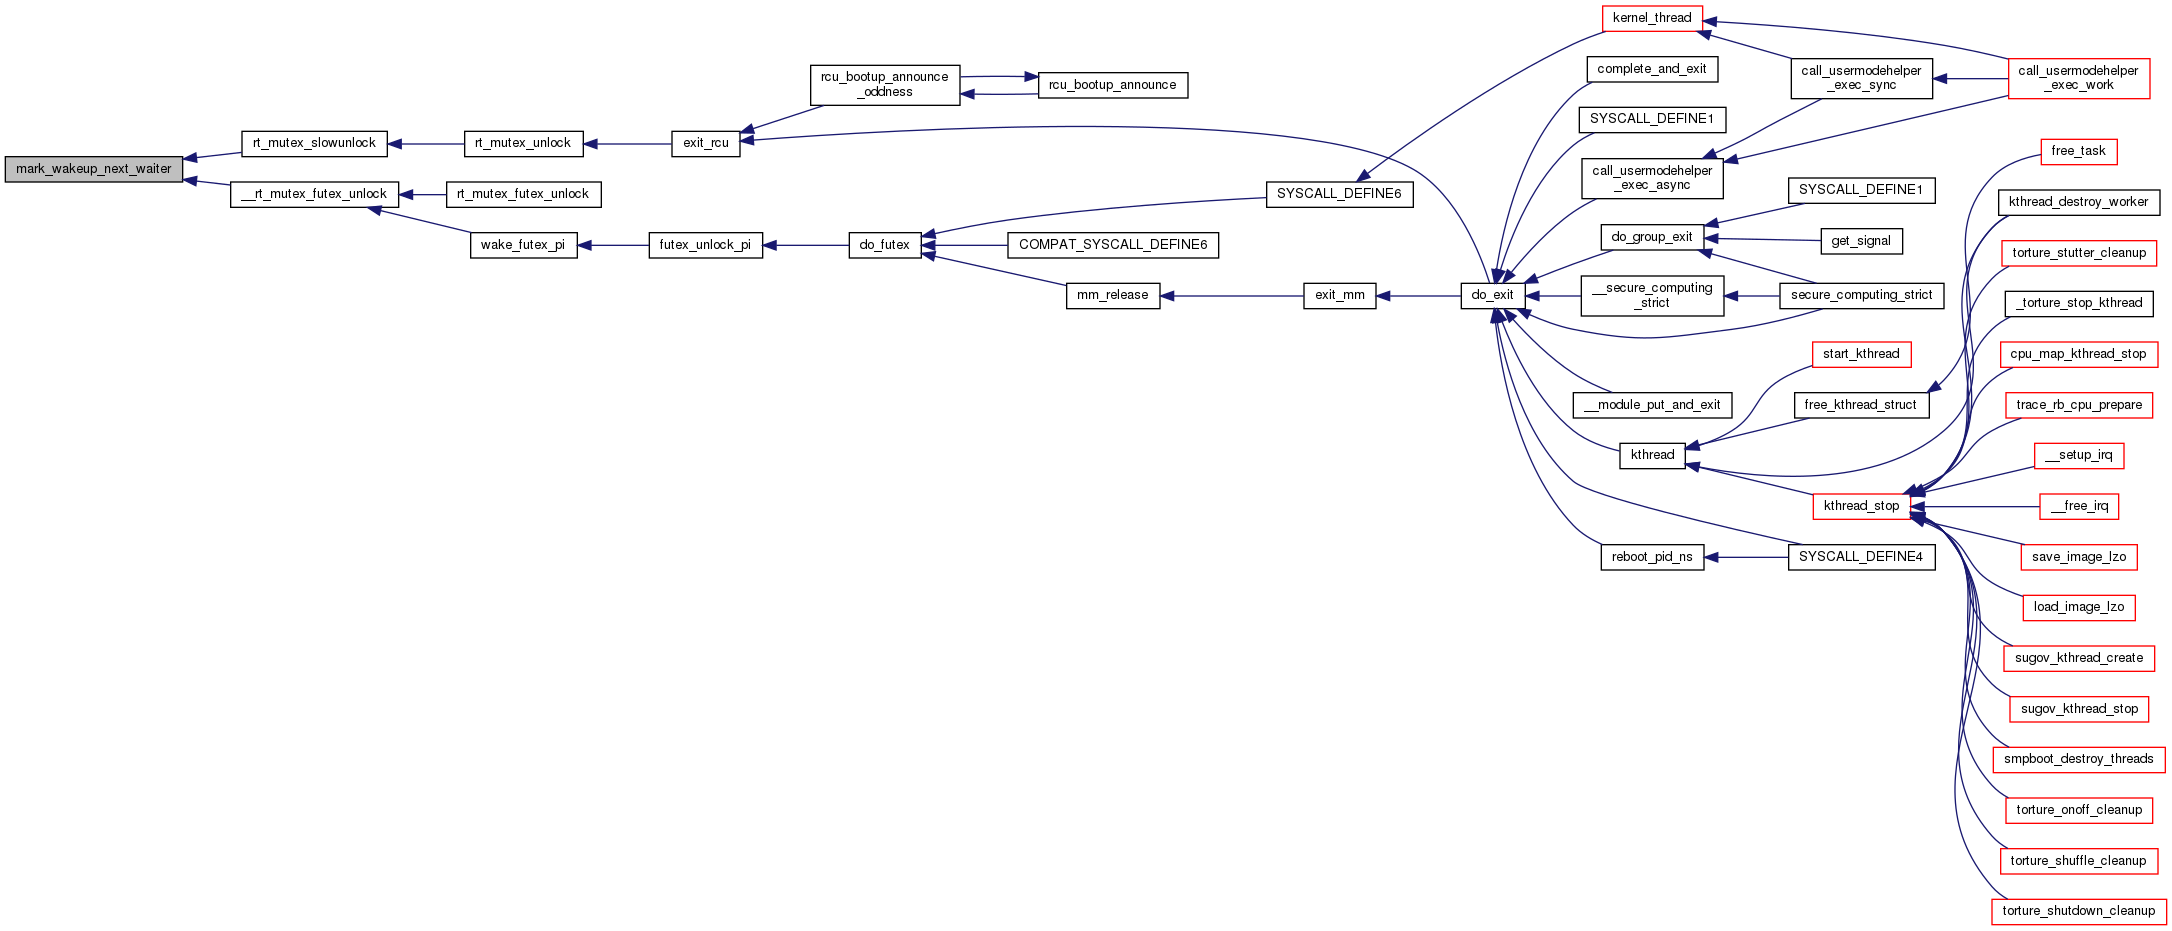 mark_wakeup_next_waiter
rt_mutex_slowunlock
__rt_mutex_futex_unlock
rt_mutex_unlock
rt_mutex_futex_unlock
wake_futex_pi
exit_rcu
futex_unlock_pi
rcu_bootup_announce
_oddness
do_futex
rcu_bootup_announce
COMPAT_SYSCALL_DEFINE6
mm_release
SYSCALL_DEFINE6
exit_mm
do_exit
kernel_thread
complete_and_exit
SYSCALL_DEFINE1
call_usermodehelper
_exec_async
do_group_exit
__secure_computing
_strict
__module_put_and_exit
kthread
reboot_pid_ns
call_usermodehelper
_exec_sync
SYSCALL_DEFINE1
get_signal
secure_computing_strict
start_kthread
free_kthread_struct
kthread_stop
SYSCALL_DEFINE4
call_usermodehelper
_exec_work
free_task
kthread_destroy_worker
torture_stutter_cleanup
_torture_stop_kthread
cpu_map_kthread_stop
trace_rb_cpu_prepare
__setup_irq
__free_irq
save_image_lzo
load_image_lzo
sugov_kthread_create
sugov_kthread_stop
smpboot_destroy_threads
torture_onoff_cleanup
torture_shuffle_cleanup
torture_shutdown_cleanup